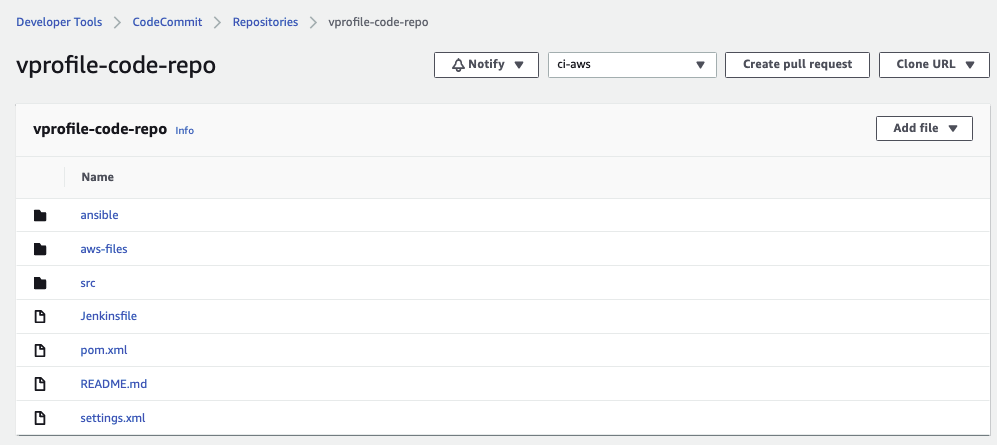 Developer Tools > CodeCommit > Repositories > vprofile-code-repo
vprofile-code-repo Notify ci-aws Create pull request Clone URL
vprofile-code-repo Info Add file
Name
ansible
aws-files
src
Jenkinsfile
pom.xml
README.md
settings.xml